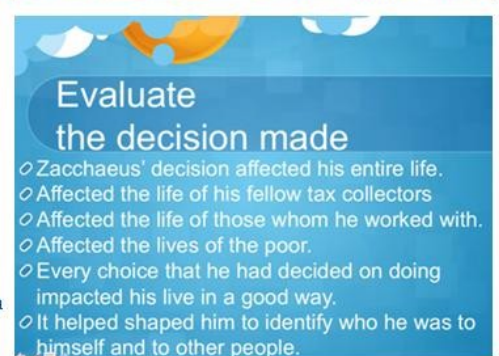 Evaluate
the decision made
Zacchaeus' decision affected his entire life.
Affected the life of his fellow tax collectors
Affected the life of those whom he worked with.
Affected the lives of the poor.
Every choice that he had decided on doing
impacted his live in a good way.
It helped shaped him to identify who he was to
himself and to other people.